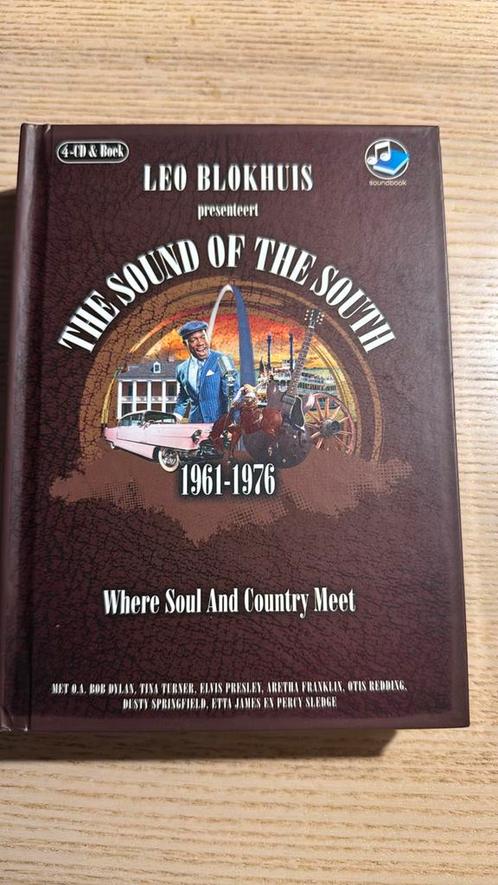 4-CD & Boek
soundbook
LEO BLOKHUIS
presenteert
THE SOUND OF THE SOUTH
1961-1976
Where Soul And Country Meet
MET O.A. BOB DYLAN, TINA TURNER, ELVIS PRESLEY, ARETHA FRANKLIN, OTIS REDDING,
DUSTY SPRINGFIELD, ETTA JAMES EN PERCY SLEDGE